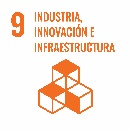 9 INDUSTRIA,
INNOVACIÓN E
INFRAESTRUCTURA